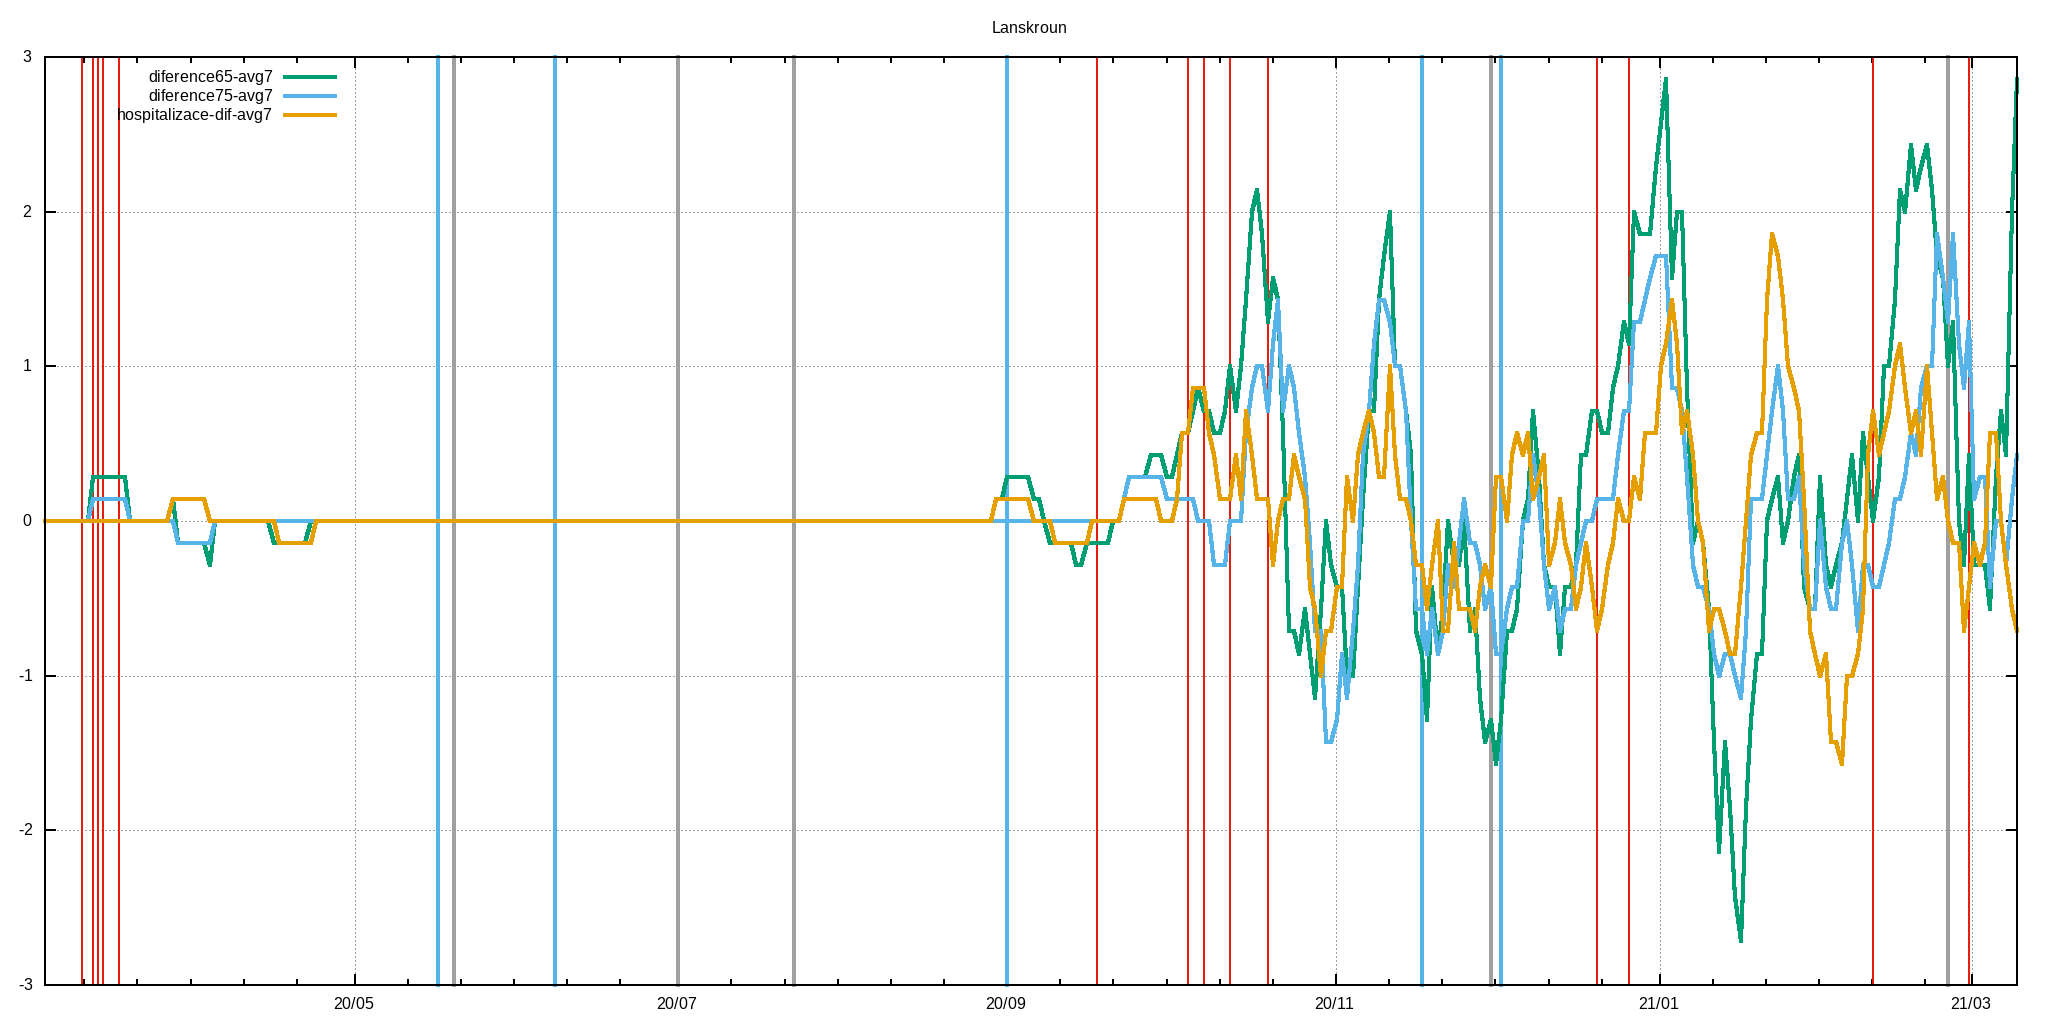 Lanskroun
diference65-avg7
diference75-avg7
hospitalizace-dif-avg7
3
2
1
0
-1
-2
-3
20/05 20/07 20/09 20/11 21/01 21/03